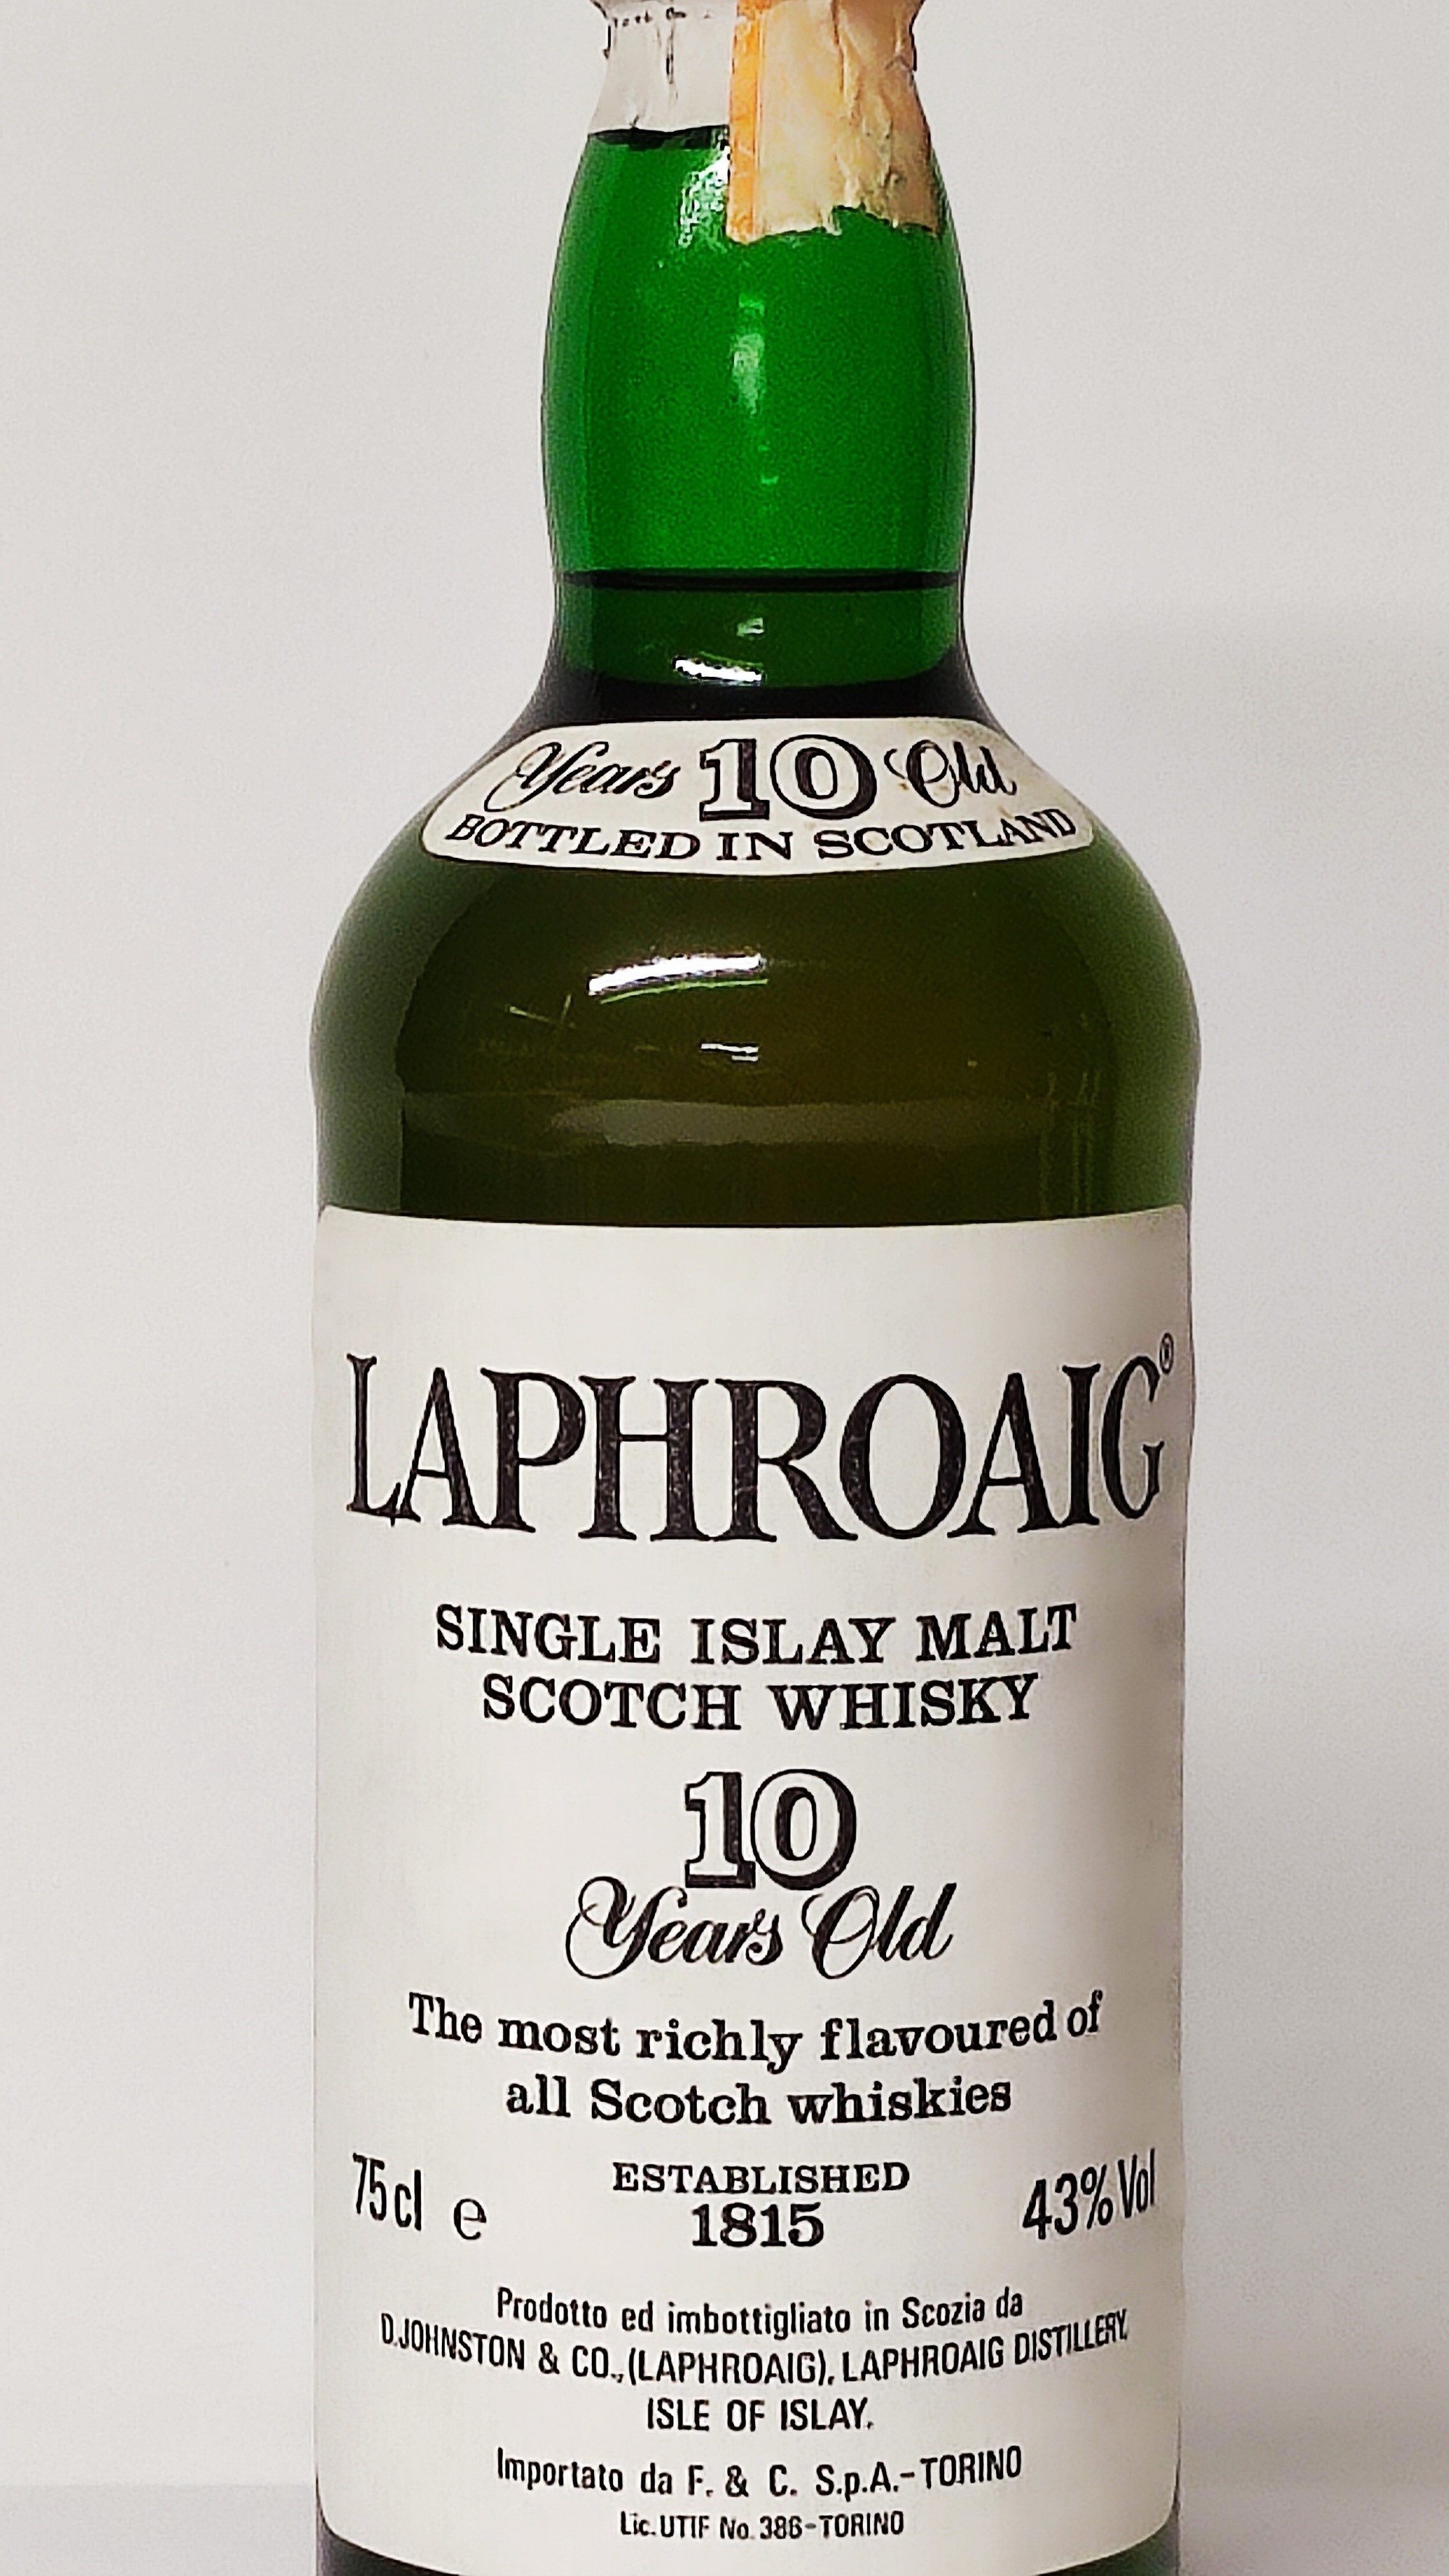 Years 10 Old
BOTTLED IN SCOTLAND
LAPHROAIG®
SINGLE ISLAY MALT
SCOTCH WHISKY
10
Years Old
The most richly flavoured of
all Scotch whiskies
75cl e ESTABLISHED 43% Vol
1815
Prodotto ed imbottigliato in Scozia da
D.JOHNSTON & CO.,(LAPHROAIG), LAPHROAIG DISTILLERY,
ISLE OF ISLAY.
Importato da F. & C. S.p.A.-TORINO
Lic.UTIF No.386-TORINO